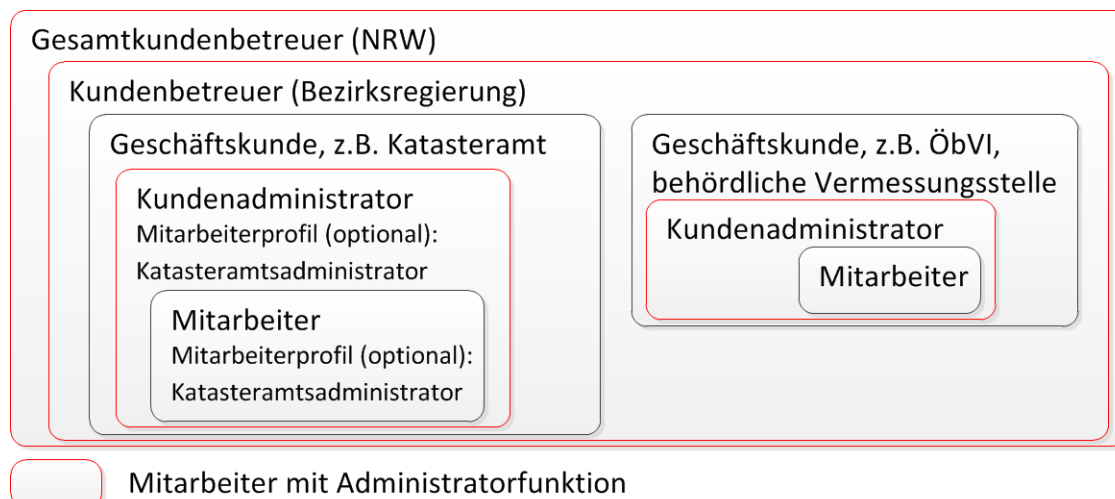 Gesamtkundenbetreuer (NRW)
Kundenbetreuer (Bezirksregierung)
Geschäftskunde, z.B. Katasteramt
Kundenadministrator
Mitarbeiterprofil (optional):
Katasteramtsadministrator
Mitarbeiter
Mitarbeiterprofil (optional):
Katasteramtsadministrator
Geschäftskunde, z.B. ÖbVI,
behördliche Vermessungsstelle
Kundenadministrator
Mitarbeiter
Mitarbeiter mit Administratorfunktion